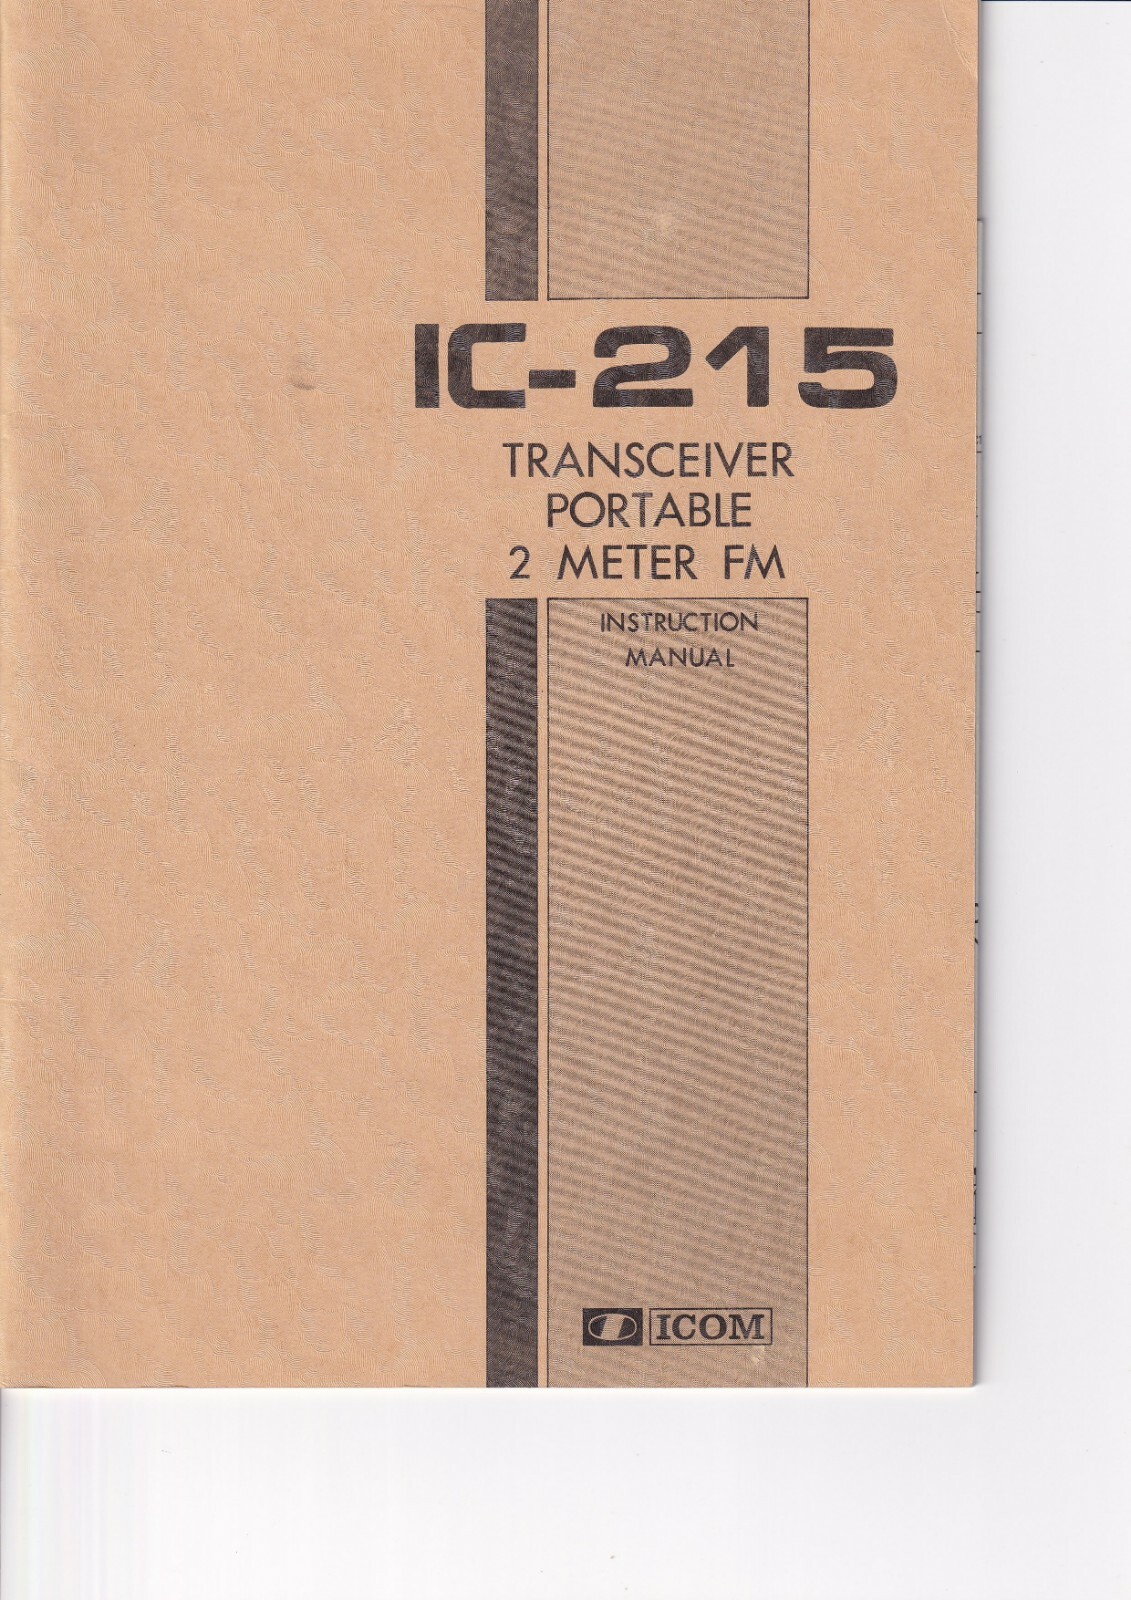 IC-215
TRANSCEIVER
PORTABLE
2 METER FM
INSTRUCTION
MANUAL
ICOM